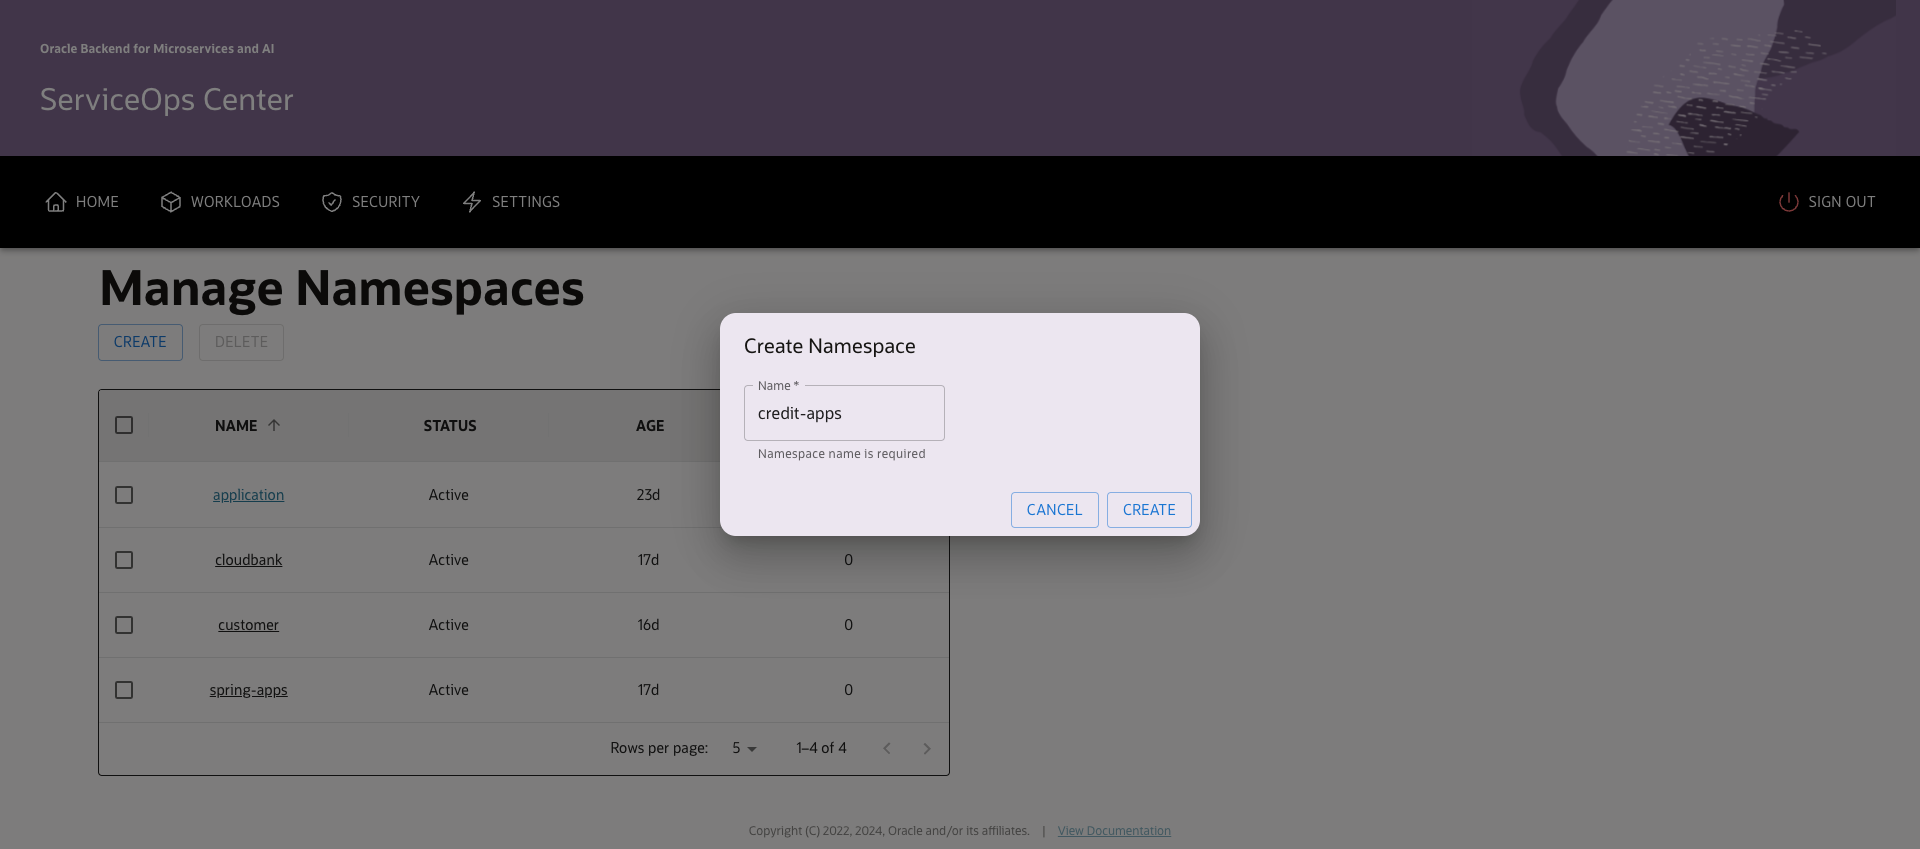 Oracle Backend for Microservices and AI
ServiceOps Center
HOME WORKLOADS SECURITY SETTINGS SIGN OUT
Manage Namespaces
CREATE DELETE
Create Namespace
Name *
credit-apps
Namespace name is required
CANCEL CREATE
NAME STATUS AGE
application Active 23d
cloudbank Active 17d 0
customer Active 16d 0
spring-apps Active 17d 0
Rows per page: 5 1–4 of 4
Copyright (C) 2022, 2024, Oracle and/or its affiliates. | View Documentation